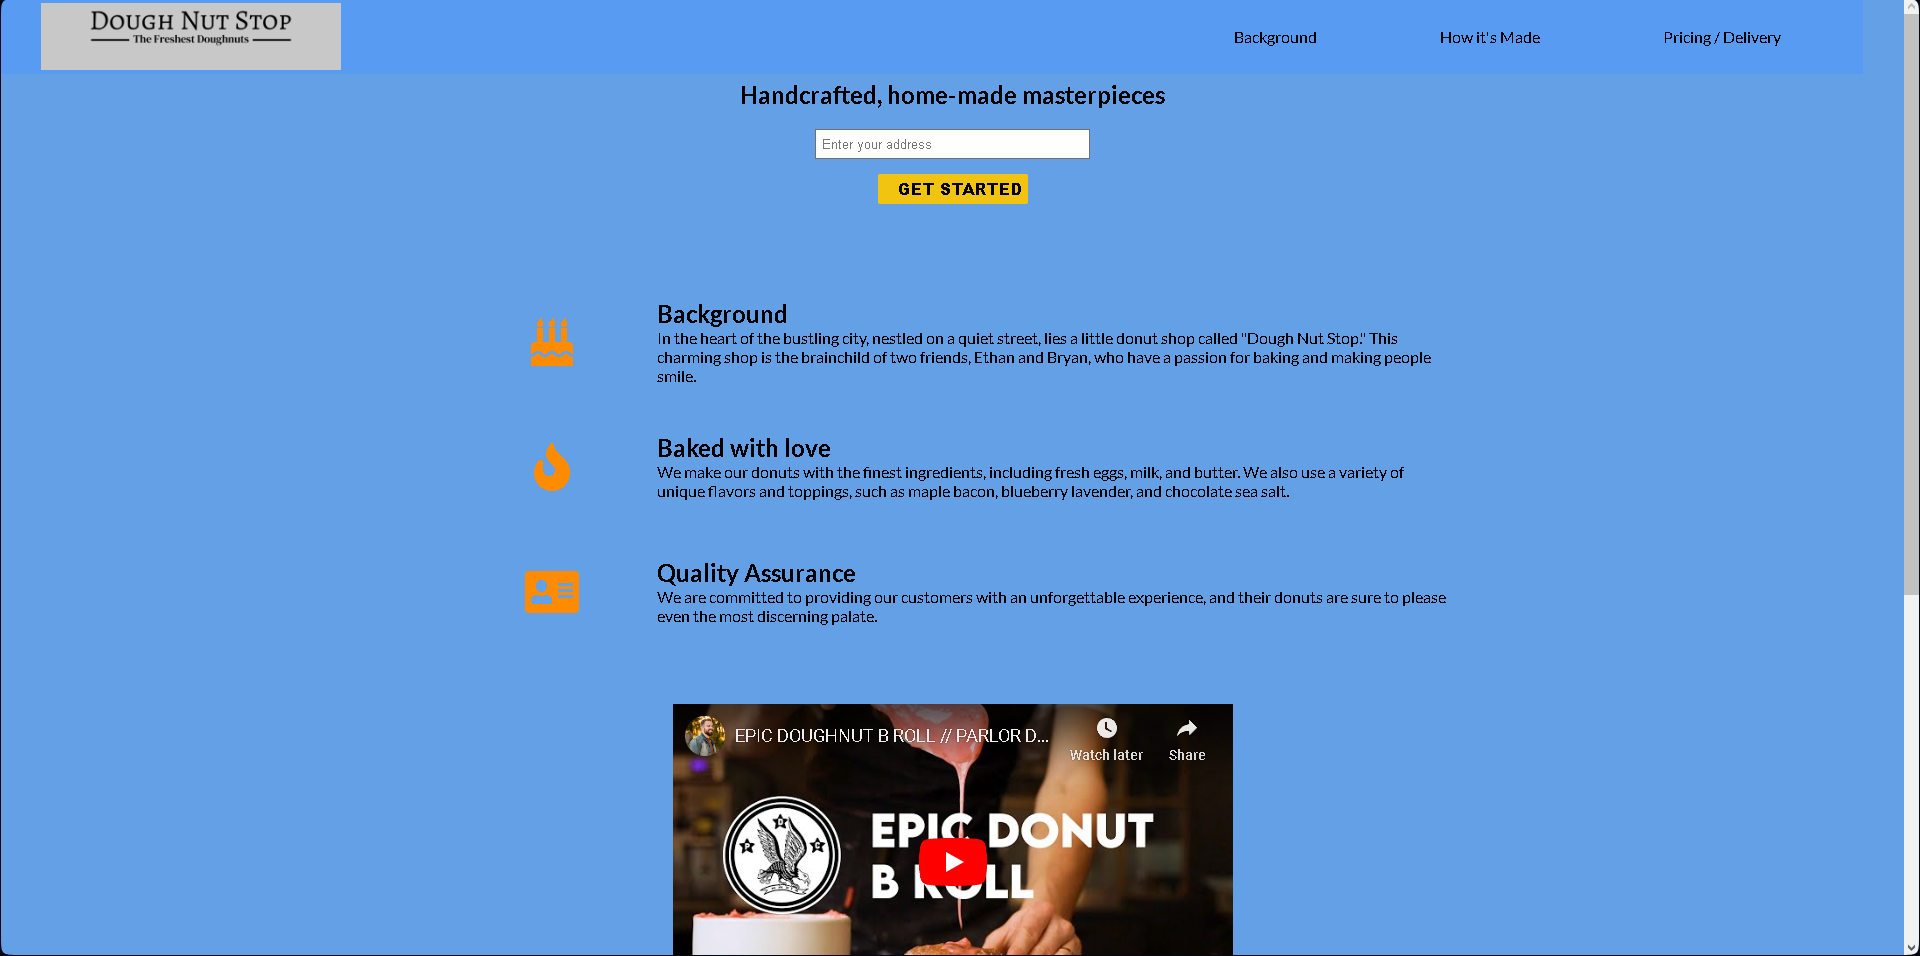 DOUGH NUT STOP
The Freshest Doughnuts
Background
How it's Made
Pricing / Delivery
Handcrafted, home-made masterpieces
Enter your address
GET STARTED
Background
In the heart of the bustling city, nestled on a quiet street, lies a little donut shop called "Dough Nut Stop." This
charming shop is the brainchild of two friends, Ethan and Bryan, who have a passion for baking and making people
smile.
Baked with love
We make our donuts with the finest ingredients, including fresh eggs, milk, and butter. We also use a variety of
unique flavors and toppings, such as maple bacon, blueberry lavender, and chocolate sea salt.
Quality Assurance
We are committed to providing our customers with an unforgettable experience, and their donuts are sure to please
even the most discerning palate.
EPIC DOUGHNUT B ROLL // PARLOR D...
Watch later
Share
EPIC DONUT
B ROLL